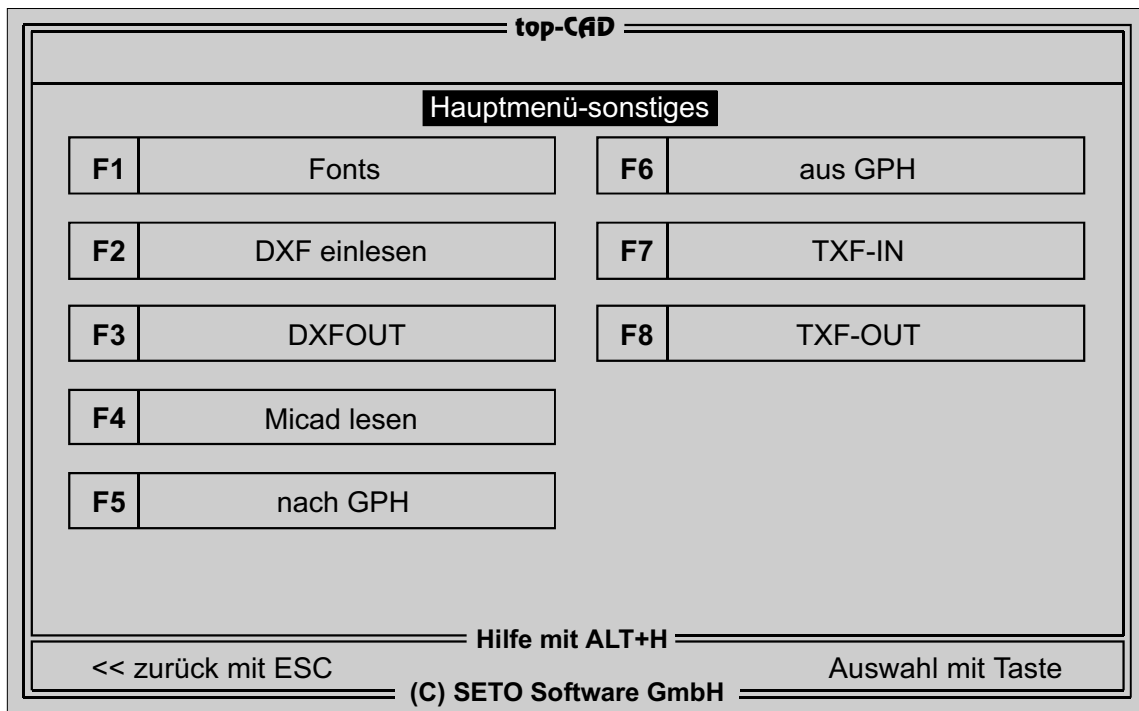 top-CAD
Hauptmenü-sonstiges
F1 Fonts
F2 DXF einlesen
F3 DXFOUT
F4 Micad lesen
F5 nach GPH
F6 aus GPH
F7 TXF-IN
F8 TXF-OUT
Hilfe mit ALT+H
<< zurück mit ESC
Auswahl mit Taste
(C) SETO Software GmbH